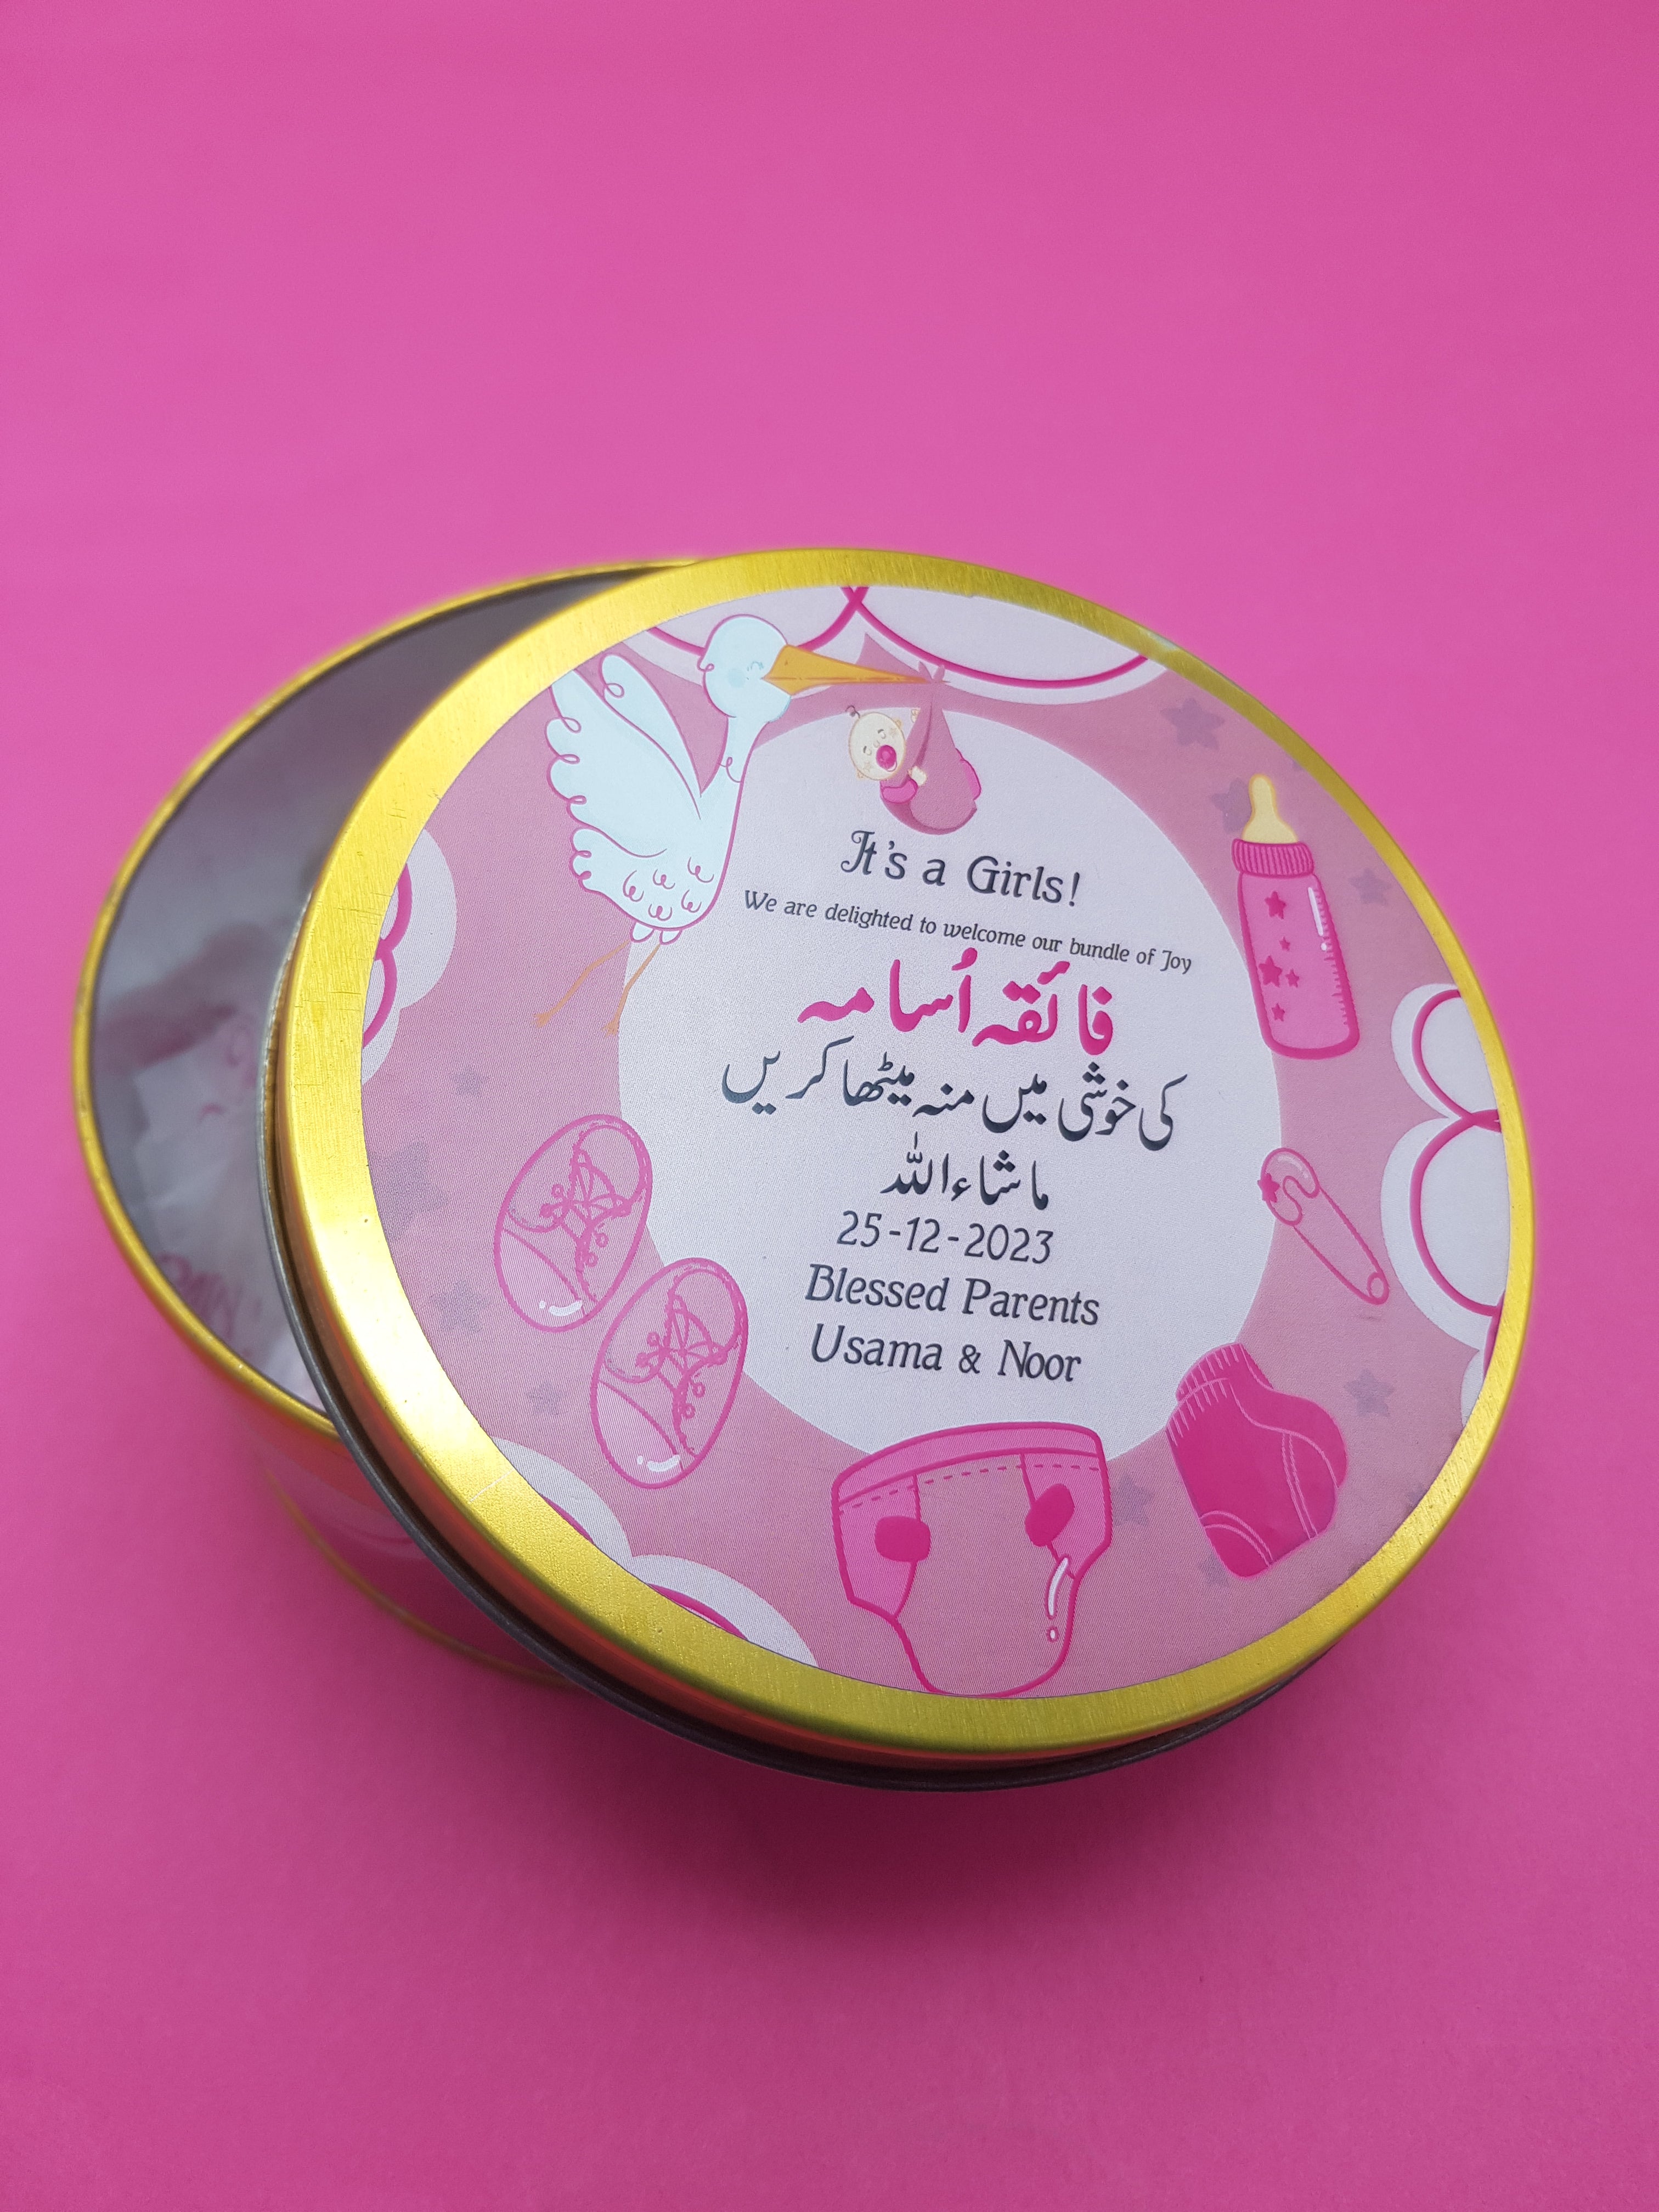 It's a Girls!
We are delighted to welcome our bundle of Joy
فائقہ اُسامہ
کی خوشی میں منہ میٹھا کریں
ماشاءاللّٰہ
25-12-2023
Blessed Parents
Usama & Noor